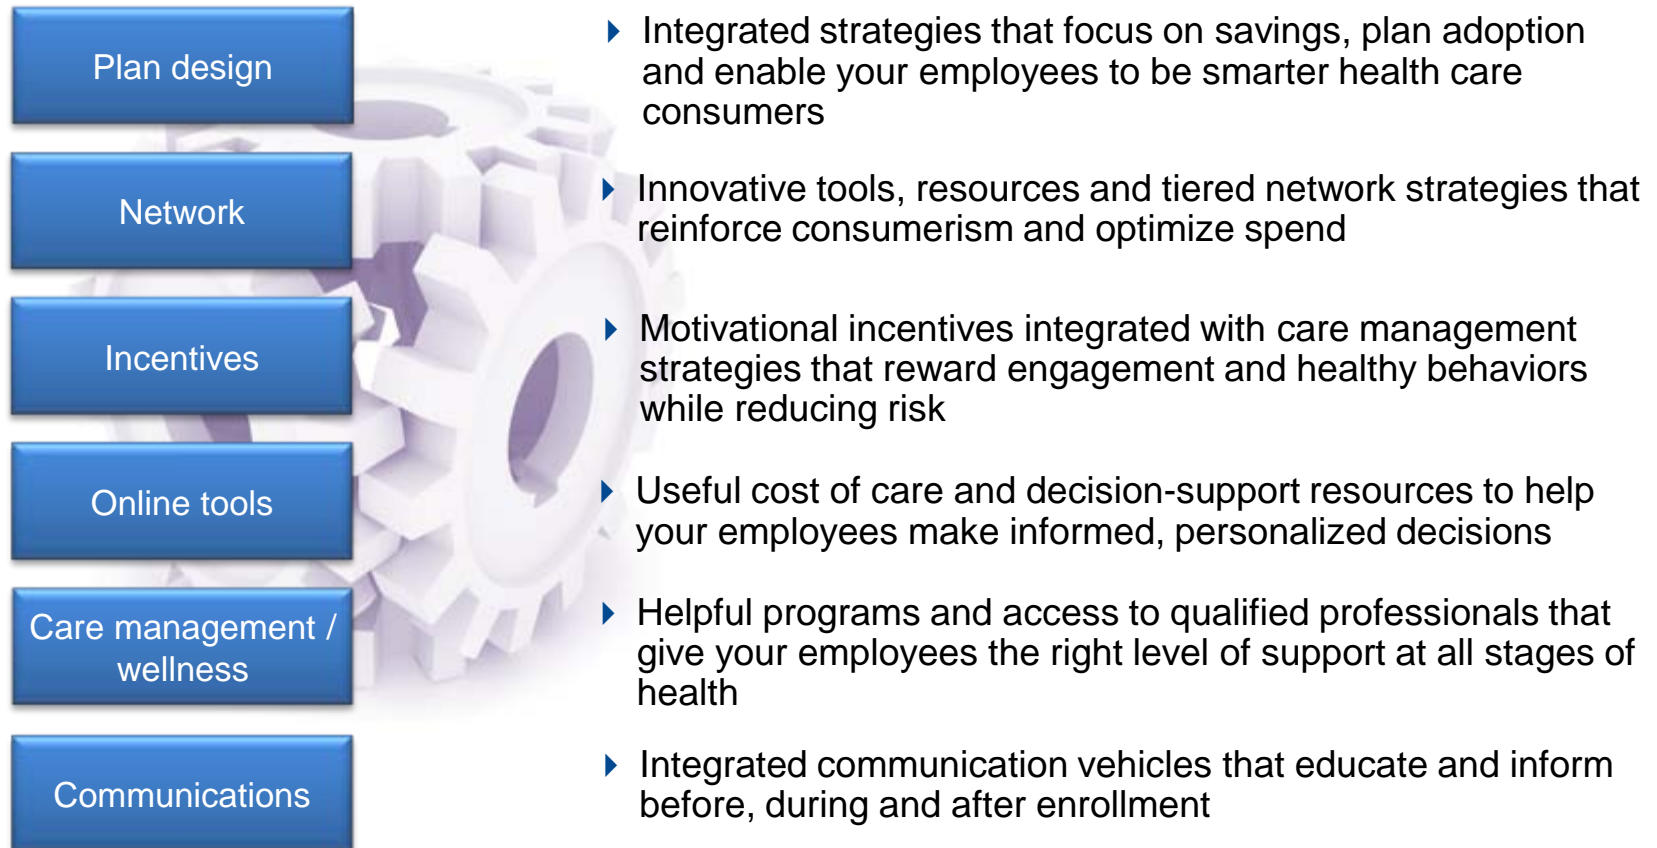 Plan design
Integrated strategies that focus on savings, plan adoption
and enable your employees to be smarter health care
consumers
Network
Innovative tools, resources and tiered network strategies that
reinforce consumerism and optimize spend
Incentives
Motivational incentives integrated with care management
strategies that reward engagement and healthy behaviors
while reducing risk
Online tools
Useful cost of care and decision-support resources to help
your employees make informed, personalized decisions
Care management /
wellness
Helpful programs and access to qualified professionals that
give your employees the right level of support at all stages of
health
Communications
Integrated communication vehicles that educate and inform
before, during and after enrollment